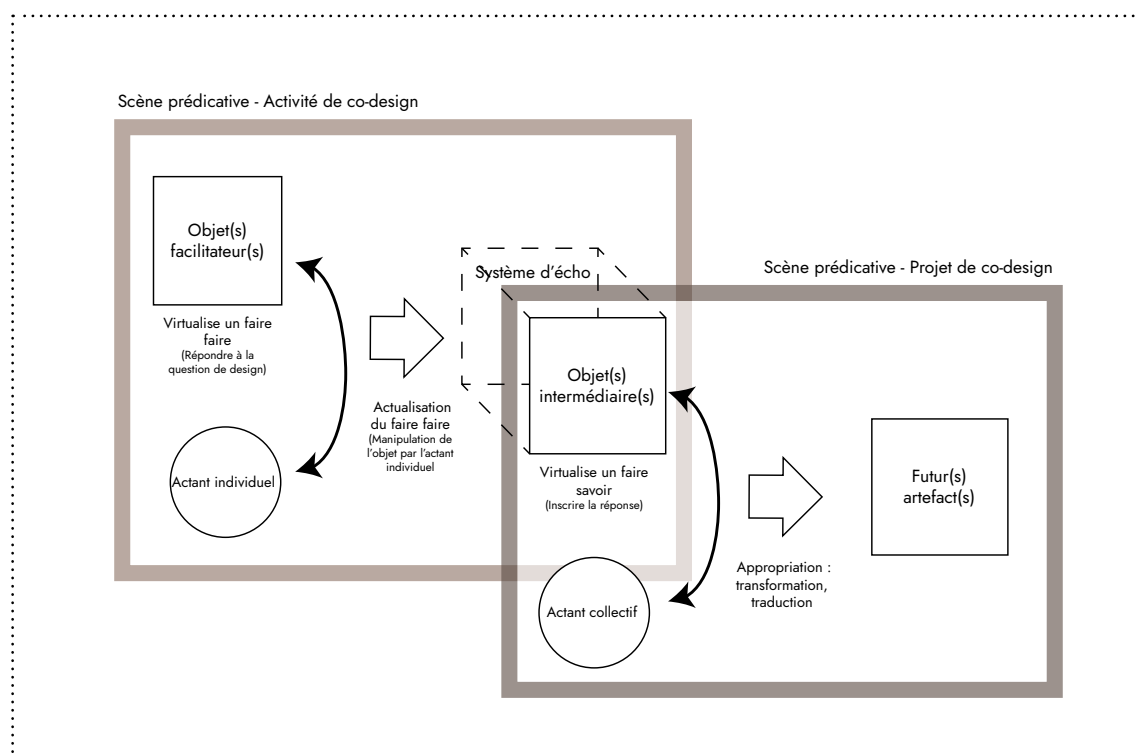 Scène prédicative - Activité de co-design
Objet(s)
facilitateur(s)
Virtualise un faire
faire
(Répondre à la
question de design)
Actant individuel
Actualisation
du faire faire
(Manipulation de
l'objet par l'actant
individuel
Système d'écho
Scène prédicative - Projet de co-design
Objet(s)
intermédiaire(s)
Virtualise un faire
savoir
(Inscrire la réponse)
Actant collectif
Appropriation :
transformation,
traduction
Futur(s)
artefact(s)